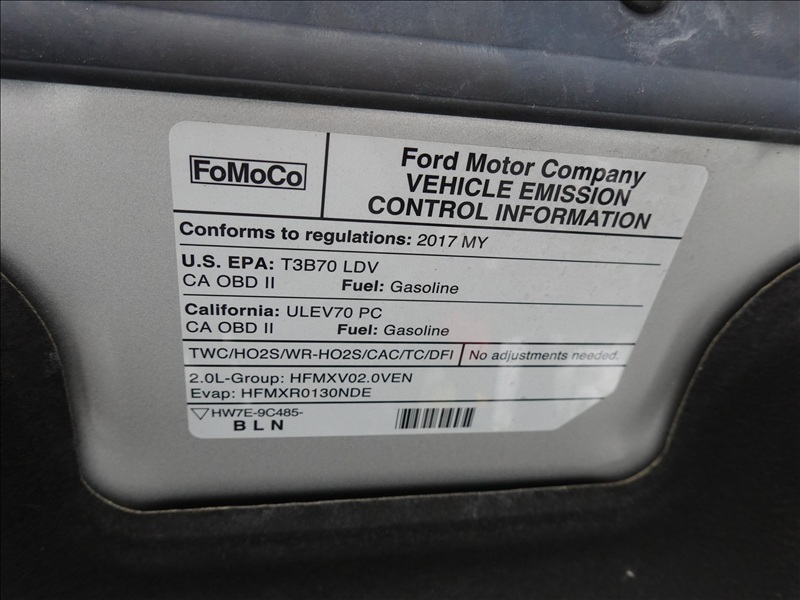 FoMoCo
Ford Motor Company
VEHICLE EMISSION
CONTROL INFORMATION
Conforms to regulations: 2017 MY
U.S. EPA: T3B70 LDV
CA OBD II Fuel: Gasoline
California: ULEV70 PC
CA OBD II Fuel: Gasoline
TWC/HO2S/WR-HO2S/CAC/TC/DFI No adjustments needed.
2.0L-Group: HFMXV02.0VEN
Evap: HFMXR0130NDE
HW7E-9C485-
BLN